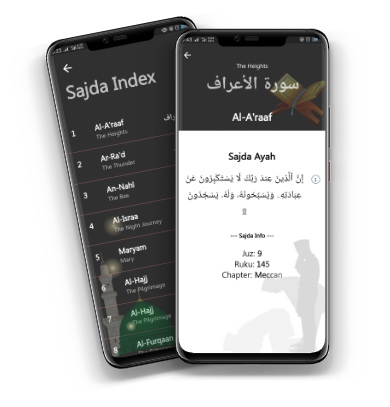 Sajda Index
1 Al-A'raaf
The Heights
2 Ar-Ra'd
The Thunder
3 An-Nahl
The Bee
4 Al-Israa
The Night Journey
5 Maryam
Mary
6 Al-Hajj
The Pilgrimage
7 Al-Hajj
The Pilgrimage
8 Al-Furqaan
The Heights
سورة الأعراف
Al-A'raaf
Sajda Ayah
إِنَّ ٱلَّذِينَ عِندَ رَبِّكَ لَا يَسْتَكْبِرُونَ عَنْ
عِبَادَتِهِۦ وَيُسَبِّحُونَهُۥ وَلَهُۥ يَسْجُدُونَ
۩
--- Sajda Info ---
Juz: 9
Ruku: 145
Chapter: Meccan